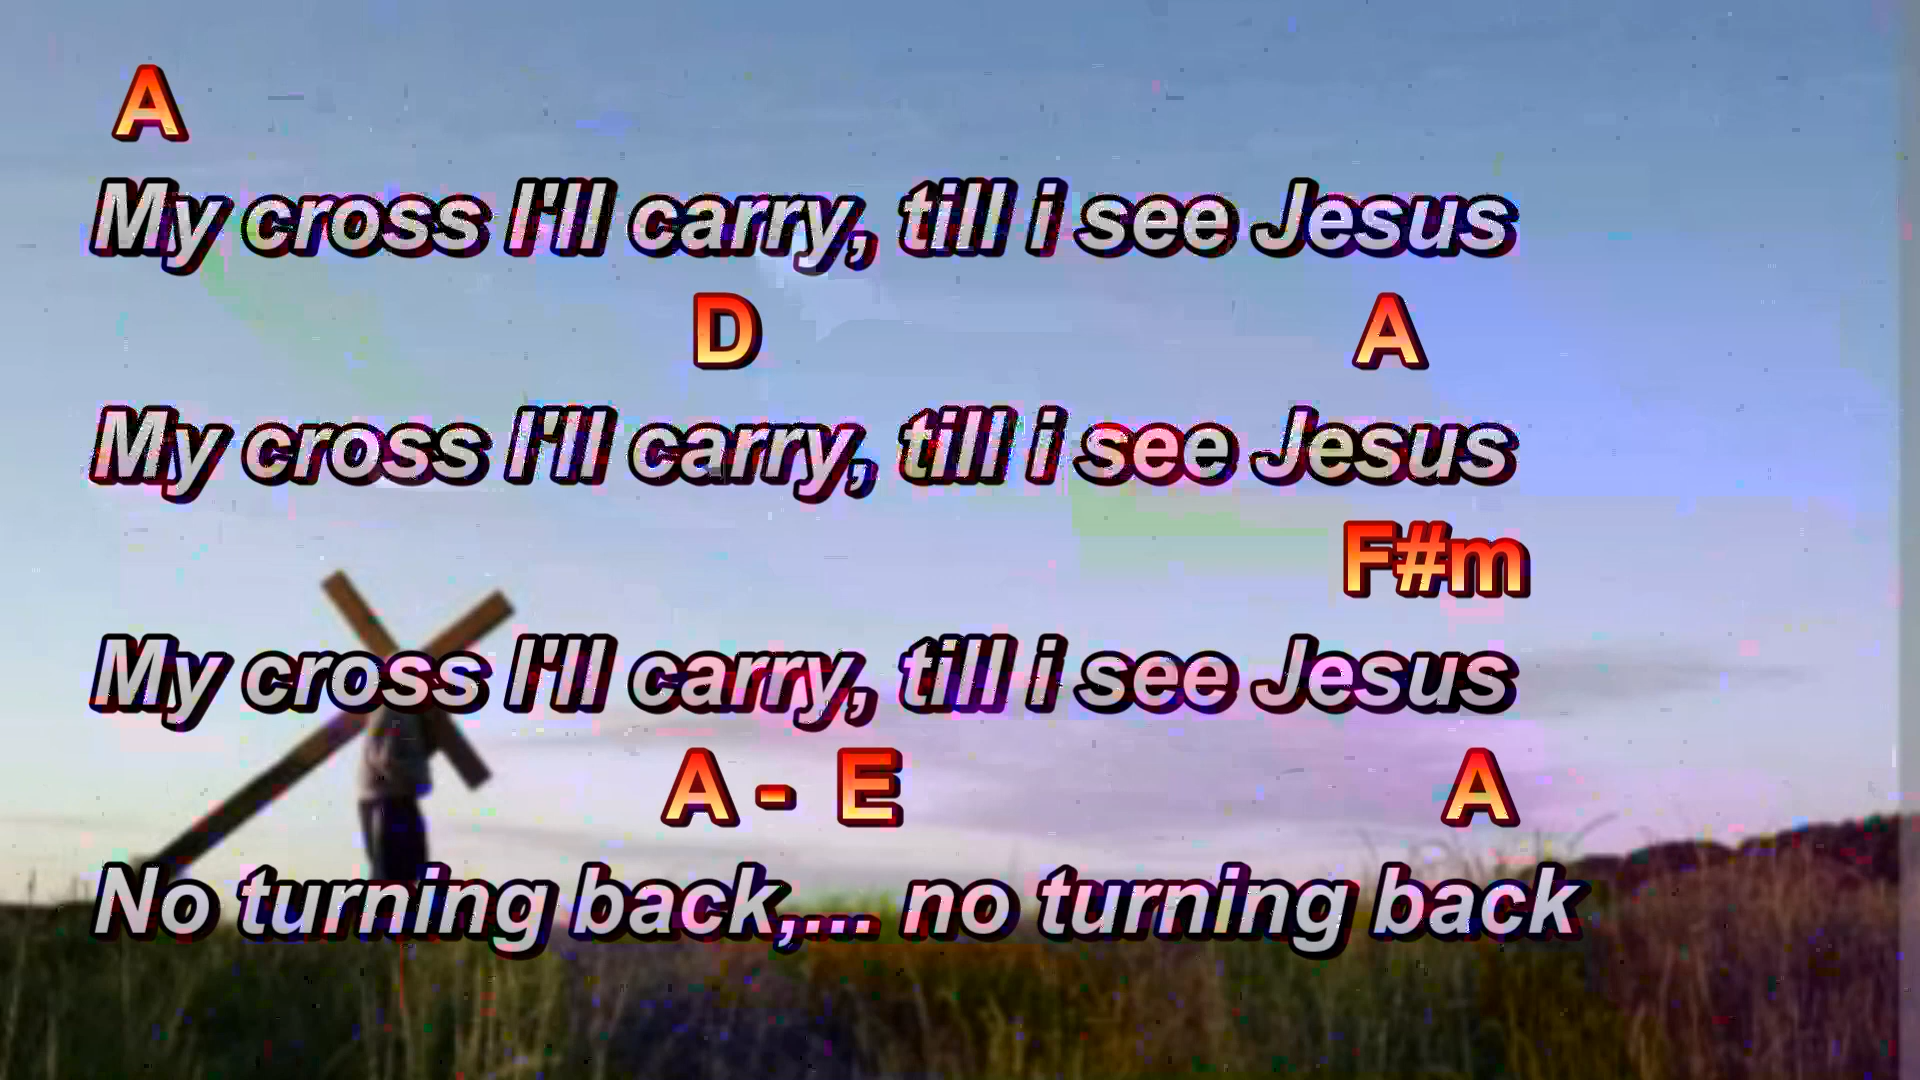 A
My cross I'll carry, till i see Jesus
D A
My cross I'll carry, till i see Jesus
F#m
My cross I'll carry, till i see Jesus
A - E A
No turning back,... no turning back